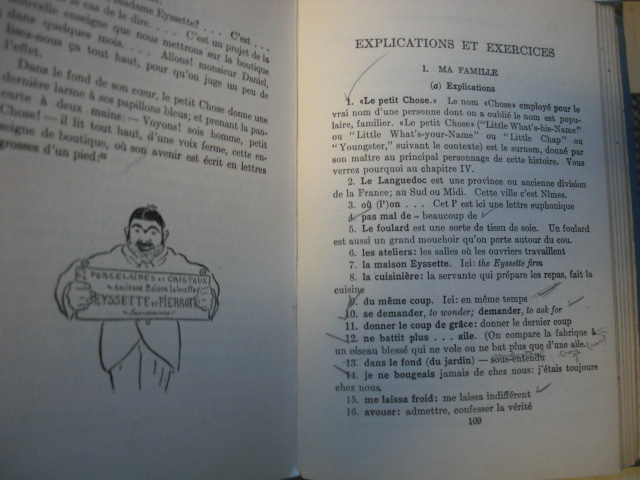 madame Eyssette? . . . C'est . . .
le cas de le dire. . . . C'est un projet de la
nouvelle enseigne que nous mettrons sur la boutique
dans quelques mois. . . . Allons! monsieur Daniel,
lisez-nous ça tout haut, pour qu'on juge un peu de
l'effet.
Dans le fond de son cœur, le petit Chose donne une
dernière larme à ses papillons bleus; et prenant la pan-
carte à deux mains: — Voyons! sois homme, petit
Chose! — il lit tout haut, d'une voix ferme, cette en-
seigne de boutique, où son avenir est écrit en lettres
grosses d'un pied:
PORCELAINES ET CRISTAUX
Ancienne Maison Lalouette
EYSSETTE ET PIERROTTE
Successeurs
EXPLICATIONS ET EXERCICES
I. MA FAMILLE
(a) Explications
1. «Le petit Chose.» Le nom «Chose» employé pour le
vrai nom d'une personne dont on a oublié le nom est popu-
laire, familier. «Le petit Chose» ("Little What's-his-Name"
ou "Little What's-your-Name" ou "Little Chap" ou
"Youngster," suivant le contexte) est le surnom, donné par
son maître au principal personnage de cette histoire. Vous
verrez pourquoi au chapitre IV.
2. Le Languedoc est une province ou ancienne division
de la France; au Sud ou Midi. Cette ville c'est Nîmes.
3. où (l')on . . . Cet l' est ici une lettre euphonique
4. pas mal de = beaucoup de
5. Le foulard est une sorte de tissu de soie. Un foulard
est aussi un grand mouchoir qu'on porte autour du cou.
6. les ateliers: les salles où les ouvriers travaillent
7. la maison Eyssette. Ici: the Eyssette firm
8. la cuisinière: la servante qui prépare les repas, fait la
cuisine
9. du même coup. Ici: en même temps
10. se demander, to wonder; demander, to ask for
11. donner le coup de grâce: donner le dernier coup
12. ne battit plus . . . aile. (On compare la fabrique à
un oiseau blessé qui ne vole ou ne bat plus que d'une aile.
13. dans le fond (du jardin) — sous-entendu
14. je ne bougeais jamais de chez nous: j'étais toujours
chez nous
15. me laissa froid: me laissa indifférent
16. avouer: admettre, confesser la vérité
109